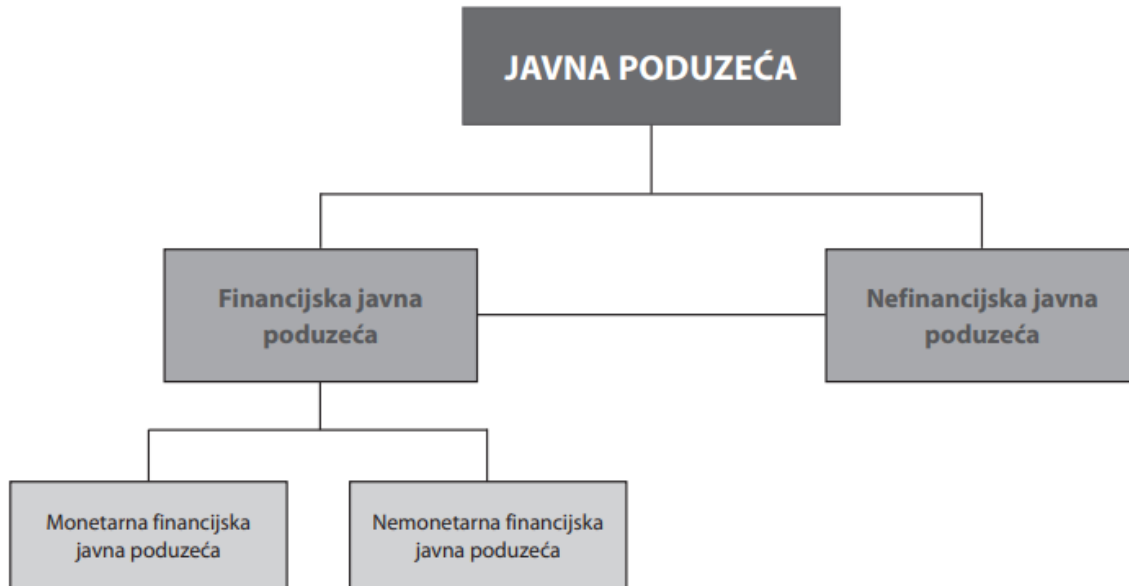 JAVNA PODUZEĆA
Financijska javna
poduzeća
Nefinancijska javna
poduzeća
Monetarna financijska
javna poduzeća
Nemonetarna financijska
javna poduzeća